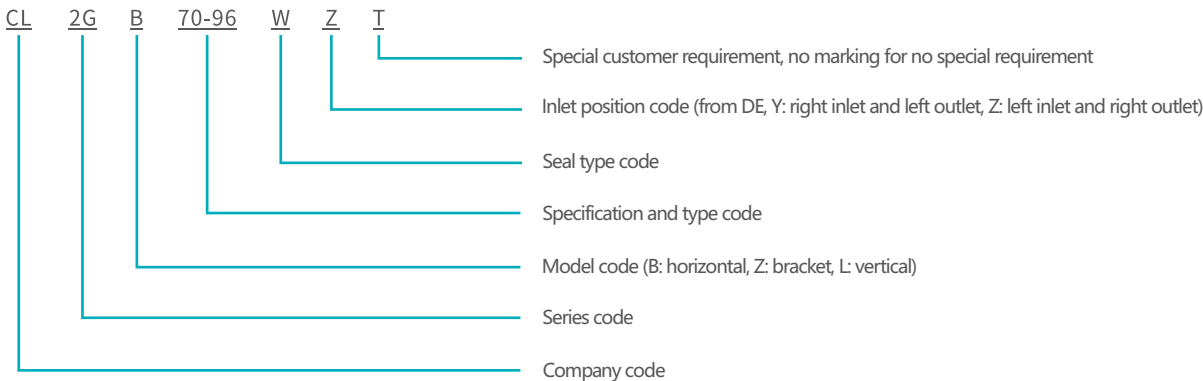 CL 2G B 70-96 W Z T
Special customer requirement, no marking for no special requirement
Inlet position code (from DE, Y: right inlet and left outlet, Z: left inlet and right outlet)
Seal type code
Specification and type code
Model code (B: horizontal, Z: bracket, L: vertical)
Series code
Company code